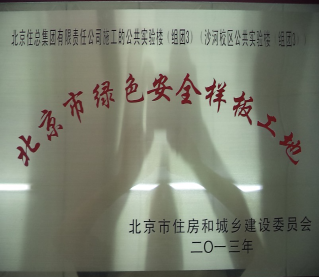 北京住总集团有限责任公司施工的公共实验楼（组团3）（沙河校区公共实验楼（组团3））
北京市绿色安全样板工地
北京市住房和城乡建设委员会
二〇一三年